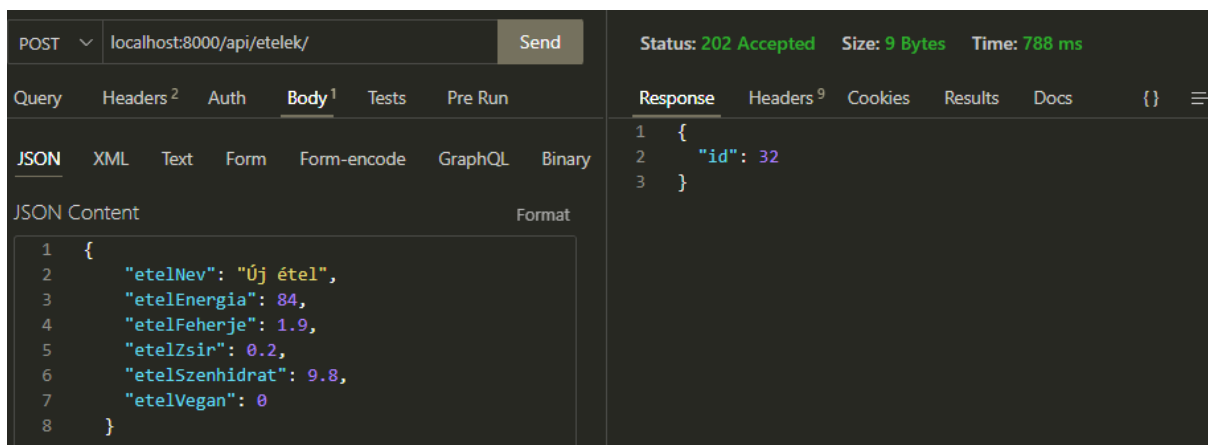 POST localhost:8000/api/etelek/ Send
Query Headers 2 Auth Body 1 Tests Pre Run
JSON XML Text Form Form-encode GraphQL Binary
JSON Content Format
1 {
2 "etelNev": "Új étel",
3 "etelEnergia": 84,
4 "etelFeherje": 1.9,
5 "etelZsir": 0.2,
6 "etelSzenhidrat": 9.8,
7 "etelVegan": 0
8 }
Status: 202 Accepted Size: 9 Bytes Time: 788 ms
Response Headers 9 Cookies Results Docs {}
1 {
2 "id": 32
3 }